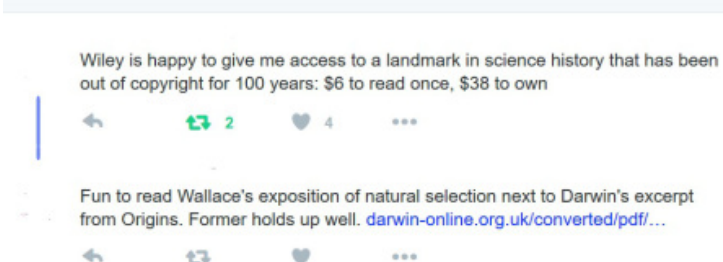 Wiley is happy to give me access to a landmark in science history that has been
out of copyright for 100 years: $6 to read once, $38 to own
2 4
Fun to read Wallace's exposition of natural selection next to Darwin's excerpt
from Origins. Former holds up well. darwin-online.org.uk/converted/pdf/...